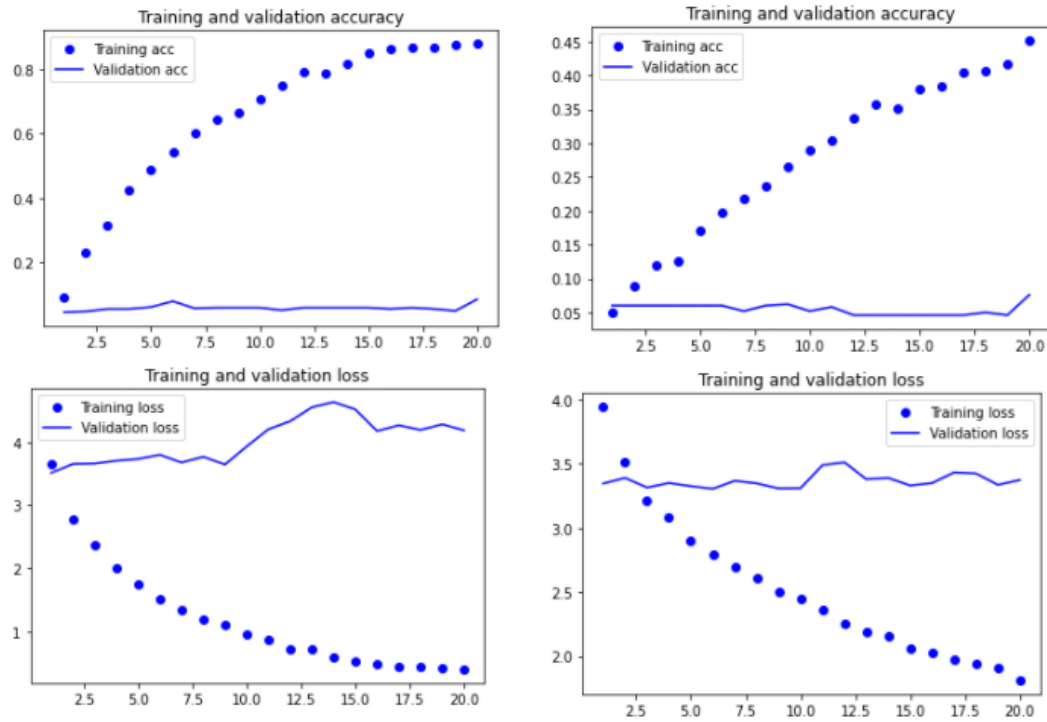 Training and validation accuracy
Training acc
Validation acc
0.8
0.6
0.4
0.2
2.5 5.0 7.5 10.0 12.5 15.0 17.5 20.0
Training and validation accuracy
Training acc
Validation acc
0.45
0.40
0.35
0.30
0.25
0.20
0.15
0.10
0.05
2.5 5.0 7.5 10.0 12.5 15.0 17.5 20.0
Training and validation loss
Training loss
Validation loss
4
3
2
1
2.5 5.0 7.5 10.0 12.5 15.0 17.5 20.0
Training and validation loss
Training loss
Validation loss
4.0
3.5
3.0
2.5
2.0
2.5 5.0 7.5 10.0 12.5 15.0 17.5 20.0